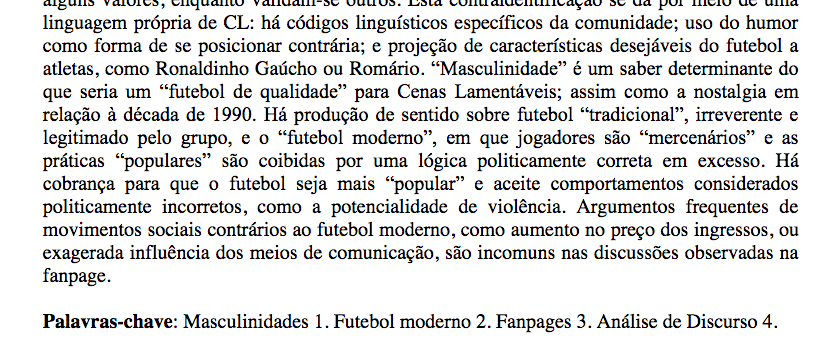 alguns valores, enquanto validam-se outros. Esta contraidentificação se dá por meio de uma
linguagem própria de CL: há códigos linguísticos específicos da comunidade; uso do humor
como forma de se posicionar contrária; e projeção de características desejáveis do futebol a
atletas, como Ronaldinho Gaúcho ou Romário. “Masculinidade” é um saber determinante do
que seria um “futebol de qualidade” para Cenas Lamentáveis; assim como a nostalgia em
relação à década de 1990. Há produção de sentido sobre futebol “tradicional”, irreverente e
legitimado pelo grupo, e o “futebol moderno”, em que jogadores são “mercenários” e as
práticas “populares” são coibidas por uma lógica politicamente correta em excesso. Há
cobrança para que o futebol seja mais “popular” e aceite comportamentos considerados
politicamente incorretos, como a potencialidade de violência. Argumentos frequentes de
movimentos sociais contrários ao futebol moderno, como aumento no preço dos ingressos, ou
exagerada influência dos meios de comunicação, são incomuns nas discussões observadas na
fanpage.
Palavras-chave: Masculinidades 1. Futebol moderno 2. Fanpages 3. Análise de Discurso 4.